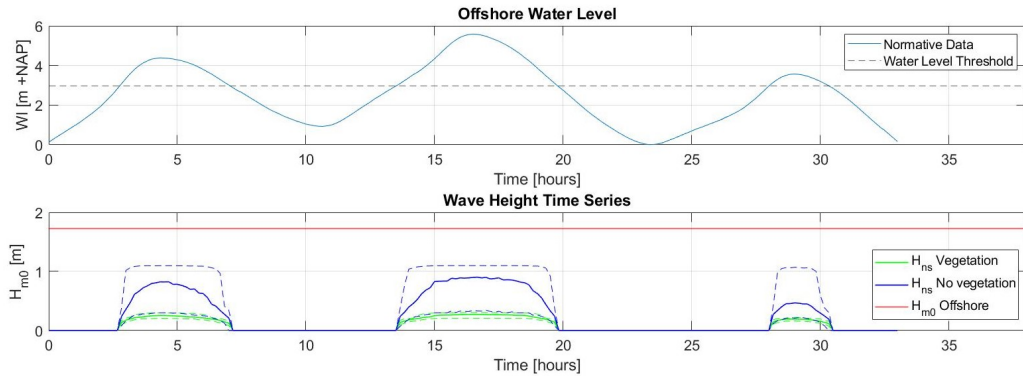 Offshore Water Level
Wl [m +NAP]
6
4
2
0
0 5 10 15 20 25 30 35
Time [hours]
Normative Data
Water Level Threshold
Wave Height Time Series
H_m0 [m]
2
1
0
0 5 10 15 20 25 30 35
Time [hours]
H_ns Vegetation
H_ns No vegetation
H_m0 Offshore